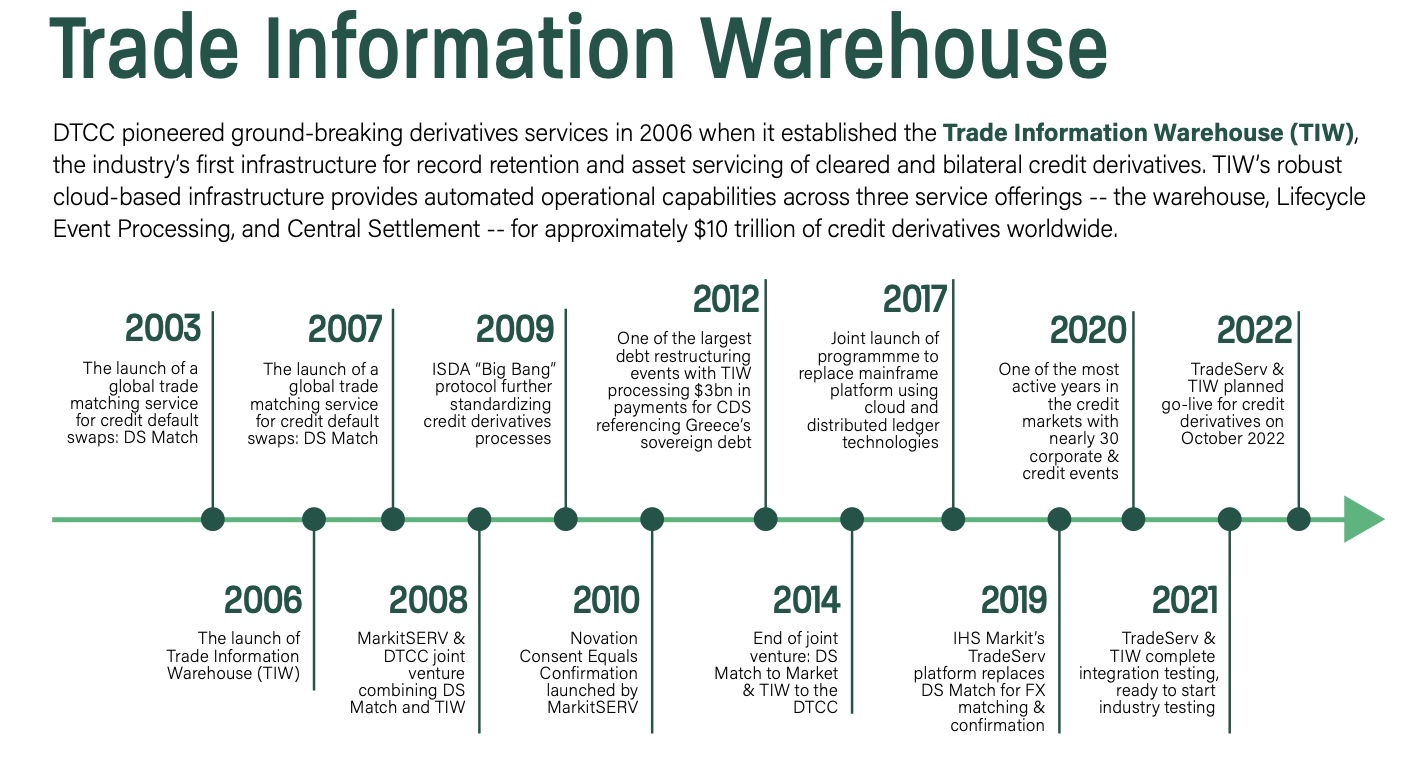 Trade Information Warehouse
DTCC pioneered ground-breaking derivatives services in 2006 when it established the Trade Information Warehouse (TIW),
the industry's first infrastructure for record retention and asset servicing of cleared and bilateral credit derivatives. TIW's robust
cloud-based infrastructure provides automated operational capabilities across three service offerings -- the warehouse, Lifecycle
Event Processing, and Central Settlement -- for approximately $10 trillion of credit derivatives worldwide.
2003
The launch of a
global trade
matching service
for credit default
swaps: DS Match
2007
The launch of a
global trade
matching service
for credit default
swaps: DS Match
2009
ISDA “Big Bang”
protocol further
standardizing
credit derivatives
processes
2012
One of the largest
debt restructuring
events with TIW
processing $3bn in
payments for CDS
referencing Greece's
sovereign debt
2017
Joint launch of
programmme to
replace mainframe
platform using
cloud and
distributed ledger
technologies
2020
One of the most
active years in
the credit
markets with
nearly 30
corporate &
credit events
2022
TradeServ &
TIW planned
go-live for credit
derivatives on
October 2022
2006
The launch of
Trade Information
Warehouse (TIW)
2008
MarkitSERV &
DTCC joint
venture
combining DS
Match and TIW
2010
Novation
Consent Equals
Confirmation
launched by
MarkitSERV
2014
End of joint
venture: DS
Match to Market
& TIW to the
DTCC
2019
IHS Markit's
TradeServ
platform replaces
DS Match for FX
matching &
confirmation
2021
TradeServ &
TIW complete
integration testing,
ready to start
industry testing